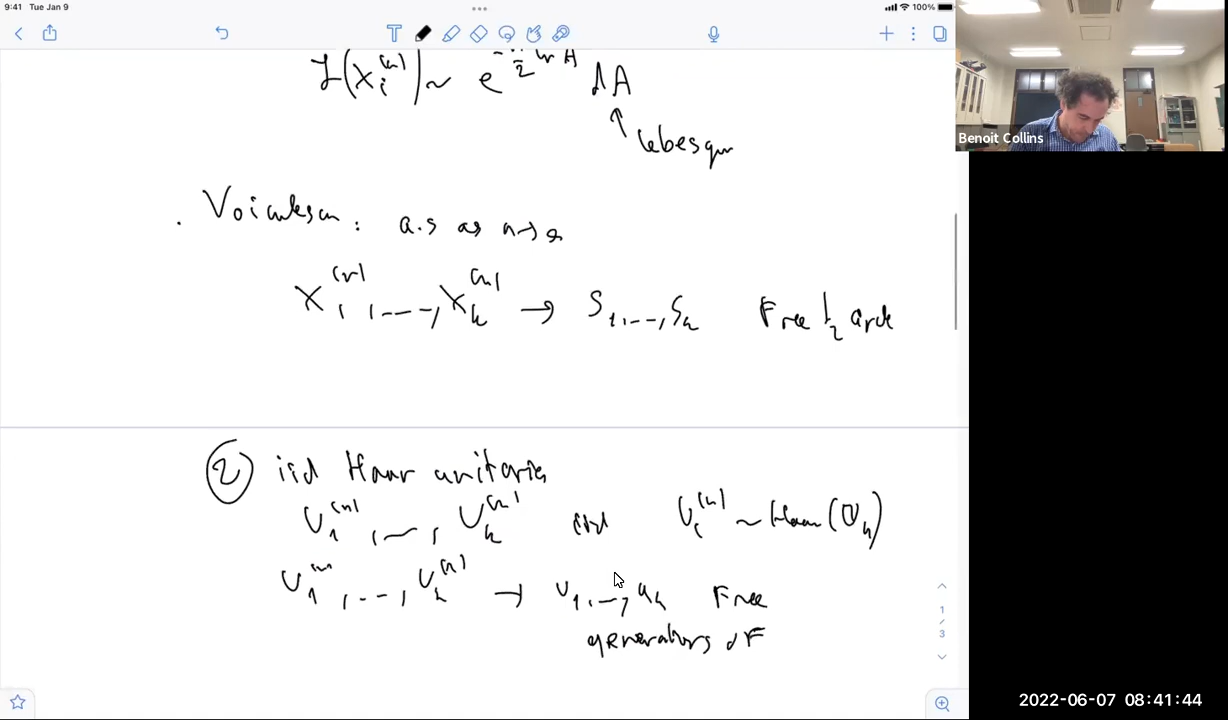 9:41 Tue Jan 9
100%
T
L(X_i^(n)) ~ e^{-n/2 tr A} dA
Benoit Collins
↑ Lebesgue
. Voiculescu : a.s as n→∞
X_1^(n), ..., X_k^(n) → S_1, ..., S_k Free 1/2 circle
② iid Haar unitaries
U_1^(n), ..., U_k^(n) iid U_i^(n) ~ Haar(U_n)
U_1^(n), ..., U_k^(n) → u_1, ..., u_k Free
generators of F
1
/
3
2022-06-07 08:41:44